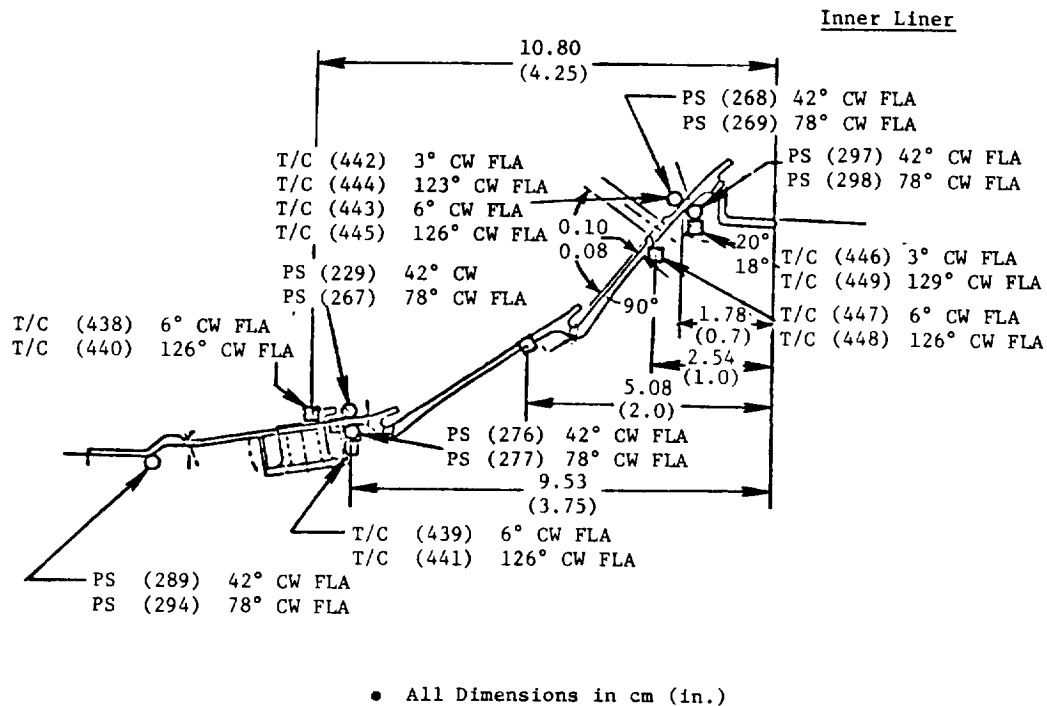 Inner Liner
10.80
(4.25)
PS (268) 42° CW FLA
PS (269) 78° CW FLA
T/C (442) 3° CW FLA
T/C (444) 123° CW FLA
T/C (443) 6° CW FLA
T/C (445) 126° CW FLA
PS (297) 42° CW FLA
PS (298) 78° CW FLA
0.10
0.08
20°
18°
T/C (446) 3° CW FLA
T/C (449) 129° CW FLA
PS (229) 42° CW
PS (267) 78° CW FLA
90°
T/C (447) 6° CW FLA
T/C (448) 126° CW FLA
1.78
(0.7)
T/C (438) 6° CW FLA
T/C (440) 126° CW FLA
2.54
(1.0)
5.08
(2.0)
PS (276) 42° CW FLA
PS (277) 78° CW FLA
9.53
(3.75)
T/C (439) 6° CW FLA
T/C (441) 126° CW FLA
PS (289) 42° CW FLA
PS (294) 78° CW FLA
● All Dimensions in cm (in.)